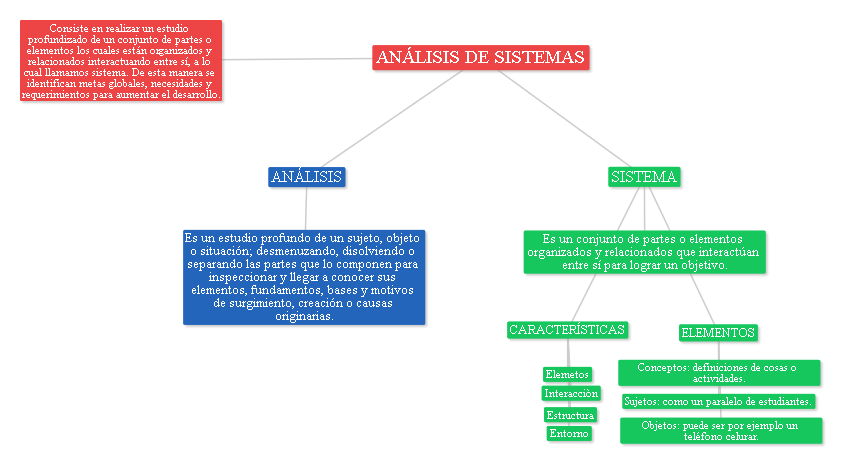 Consiste en realizar un estudio
profundizado de un conjunto de partes o
elementos los cuales están organizados y
relacionados interactuando entre sí, a lo
cual llamamos sistema. De esta manera se
identifican metas globales, necesidades y
requerimientos para aumentar el desarrollo.
ANÁLISIS DE SISTEMAS
ANÁLISIS
Es un estudio profundo de un sujeto, objeto
o situación; desmenuzando, disolviendo o
separando las partes que lo componen para
inspeccionar y llegar a conocer sus
elementos, fundamentos, bases y motivos
de surgimiento, creación o causas
originarias.
SISTEMA
Es un conjunto de partes o elementos
organizados y relacionados que interactúan
entre sí para lograr un objetivo.
CARACTERÍSTICAS
Elemetos
Interacción
Estructura
Entorno
ELEMENTOS
Conceptos: definiciones de cosas o
actividades.
Sujetos: como un paralelo de estudiantes.
Objetos: puede ser por ejemplo un
teléfono celurar.